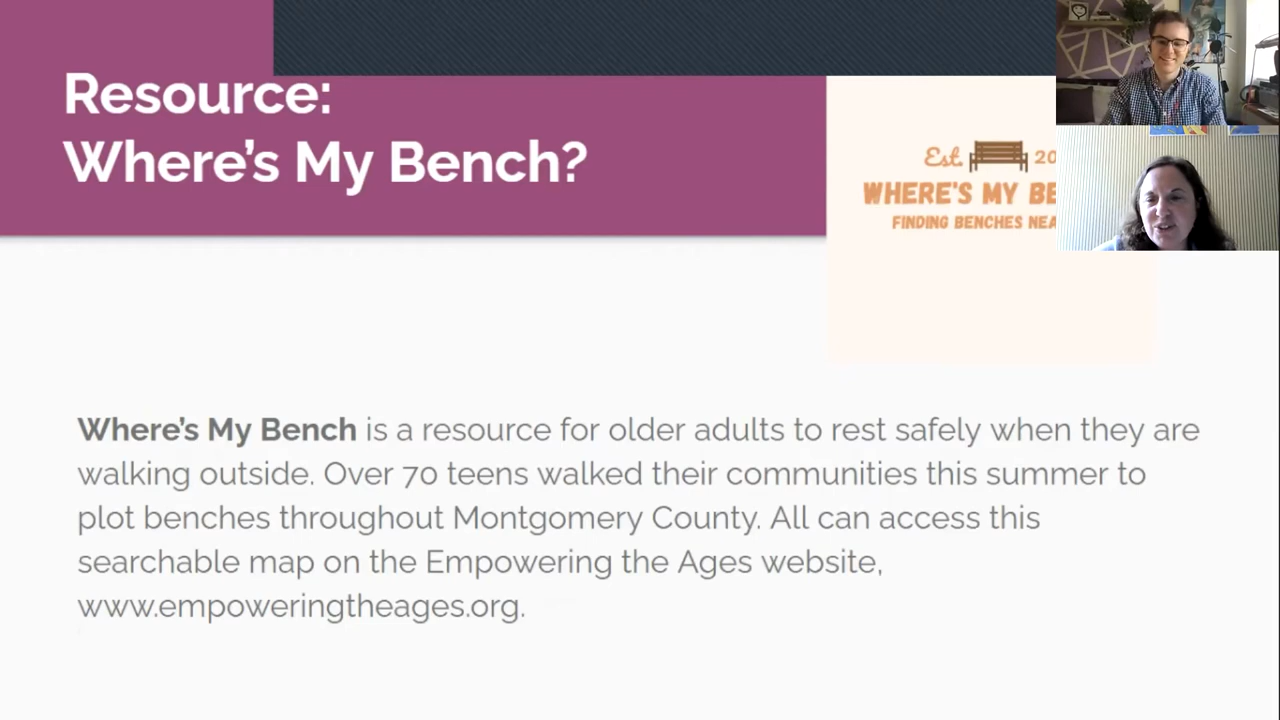 Resource:
Where's My Bench?
Est. 20
WHERE'S MY BE
FINDING BENCHES NEA
Where's My Bench is a resource for older adults to rest safely when they are
walking outside. Over 70 teens walked their communities this summer to
plot benches throughout Montgomery County. All can access this
searchable map on the Empowering the Ages website,
www.empoweringtheages.org.